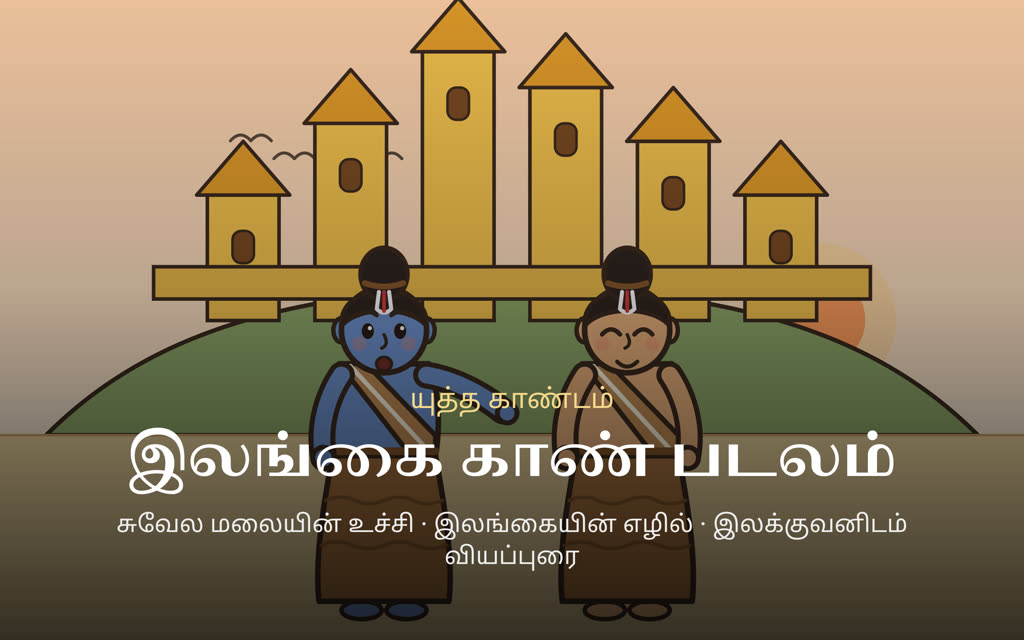 யுத்த காண்டம்
இலங்கை காண் படலம்
சுவேல மலையின் உச்சி · இலங்கையின் எழில் · இலக்குவனிடம்
வியப்புரை